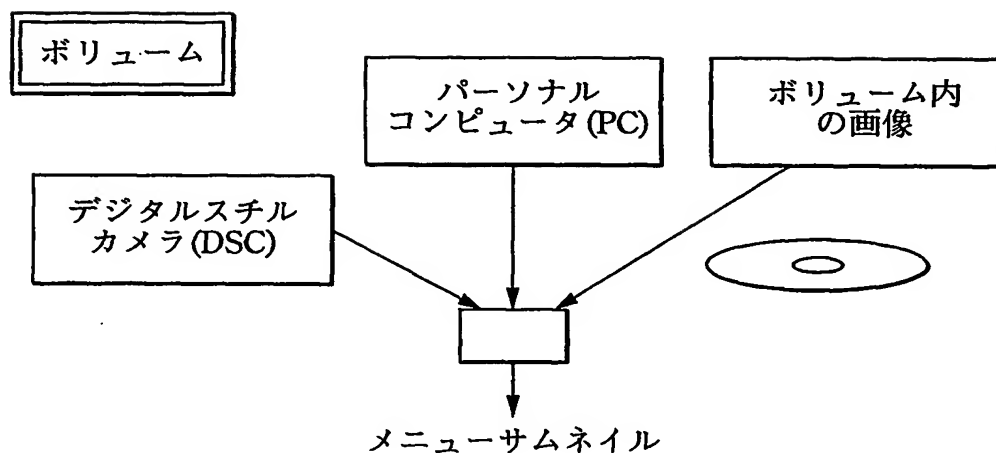 ボリューム
パーソナル
コンピュータ(PC)
ボリューム内
の画像
デジタルスチル
カメラ(DSC)
メニューサムネイル